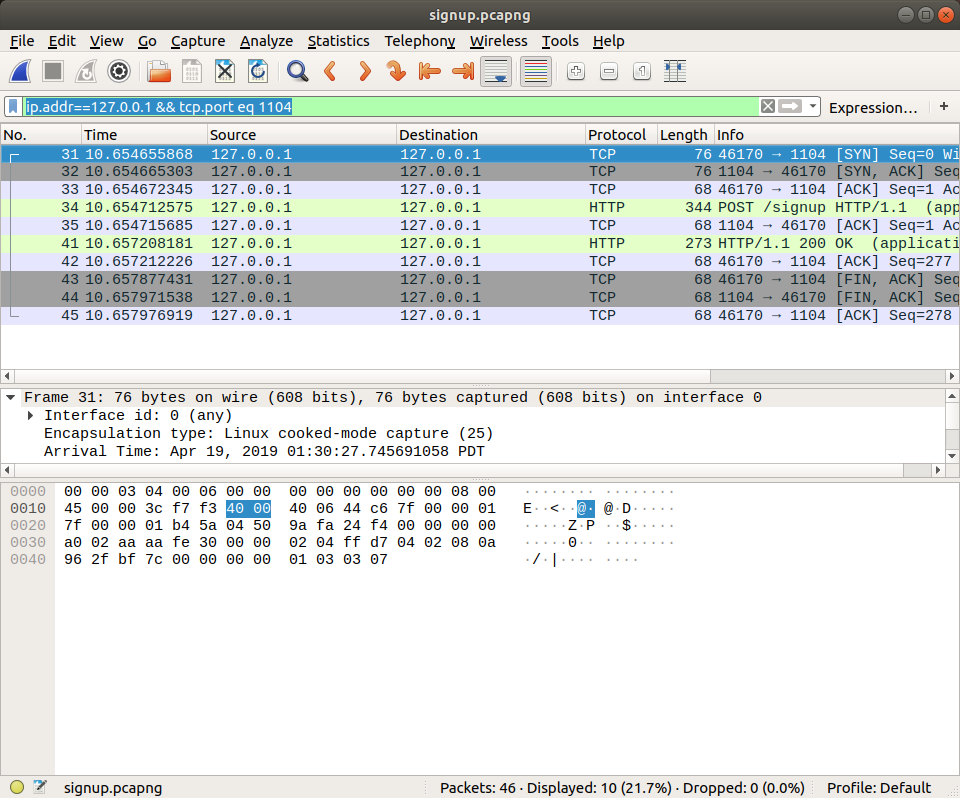 signup.pcapng
File Edit View Go Capture Analyze Statistics Telephony Wireless Tools Help
ip.addr==127.0.0.1 && tcp.port eq 1104 Expression… +
No. Time Source Destination Protocol Length Info
31 10.654655868 127.0.0.1 127.0.0.1 TCP 76 46170 → 1104 [SYN] Seq=0 Wi
32 10.654665303 127.0.0.1 127.0.0.1 TCP 76 1104 → 46170 [SYN, ACK] Seq
33 10.654672345 127.0.0.1 127.0.0.1 TCP 68 46170 → 1104 [ACK] Seq=1 Ac
34 10.654712575 127.0.0.1 127.0.0.1 HTTP 344 POST /signup HTTP/1.1 (app
35 10.654715685 127.0.0.1 127.0.0.1 TCP 68 1104 → 46170 [ACK] Seq=1 Ac
41 10.657208181 127.0.0.1 127.0.0.1 HTTP 273 HTTP/1.1 200 OK (applicati
42 10.657212226 127.0.0.1 127.0.0.1 TCP 68 46170 → 1104 [ACK] Seq=277
43 10.657877431 127.0.0.1 127.0.0.1 TCP 68 46170 → 1104 [FIN, ACK] Seq
44 10.657971538 127.0.0.1 127.0.0.1 TCP 68 1104 → 46170 [FIN, ACK] Seq
45 10.657976919 127.0.0.1 127.0.0.1 TCP 68 46170 → 1104 [ACK] Seq=278
Frame 31: 76 bytes on wire (608 bits), 76 bytes captured (608 bits) on interface 0
Interface id: 0 (any)
Encapsulation type: Linux cooked-mode capture (25)
Arrival Time: Apr 19, 2019 01:30:27.745691058 PDT
0000 00 00 03 04 00 06 00 00 00 00 00 00 00 00 08 00 ········ ········
0010 45 00 00 3c f7 f3 40 00 40 06 44 c6 7f 00 00 01 E··<··@· @·D·····
0020 7f 00 00 01 b4 5a 04 50 9a fa 24 f4 00 00 00 00 ·····Z·P ··$·····
0030 a0 02 aa aa fe 30 00 00 02 04 ff d7 04 02 08 0a ·····0·· ········
0040 96 2f bf 7c 00 00 00 00 01 03 03 07 ·/·|···· ····
signup.pcapng Packets: 46 · Displayed: 10 (21.7%) · Dropped: 0 (0.0%) Profile: Default